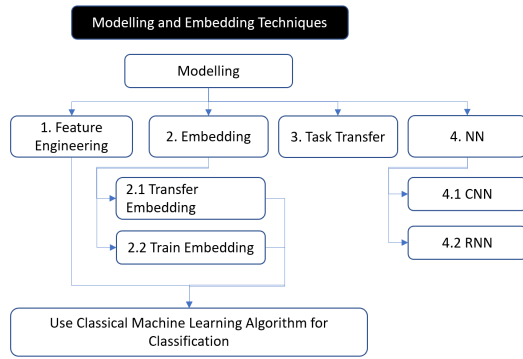 Modelling and Embedding Techniques
Modelling
1. Feature
Engineering
2. Embedding
3. Task Transfer
4. NN
2.1 Transfer
Embedding
4.1 CNN
2.2 Train Embedding
4.2 RNN
Use Classical Machine Learning Algorithm for
Classification